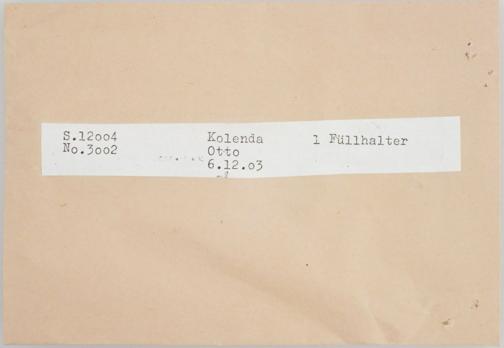 S.12oo4 Kolenda 1 Füllhalter
No.3oo2 Otto
6.12.o3